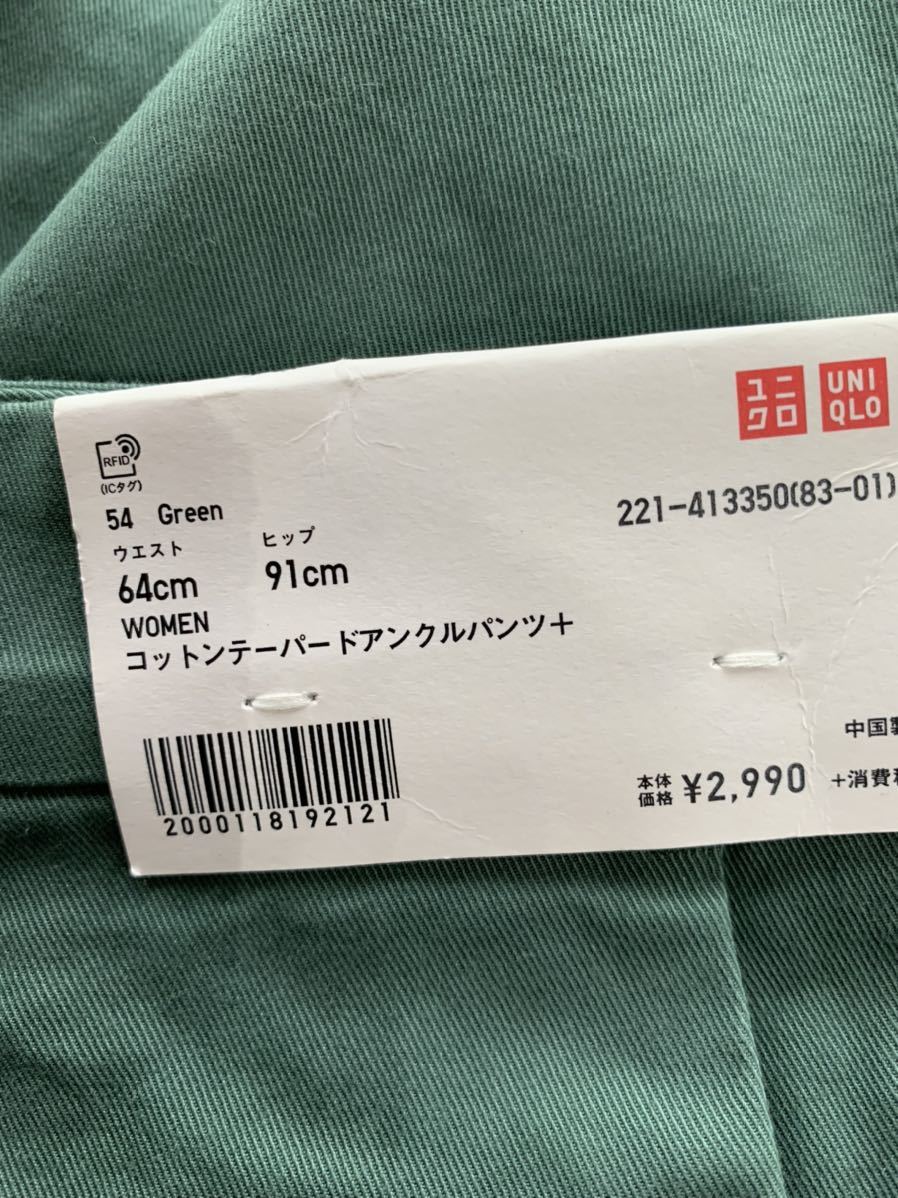 ユニ
クロ
UNI
QLO
RFID
(ICタグ)
221-413350(83-01)
54 Green
ウエスト
ヒップ
64cm
91cm
WOMEN
コットンテーパードアンクルパンツ+
中国製
2000118192121
本体
価格
¥2,990
+消費税